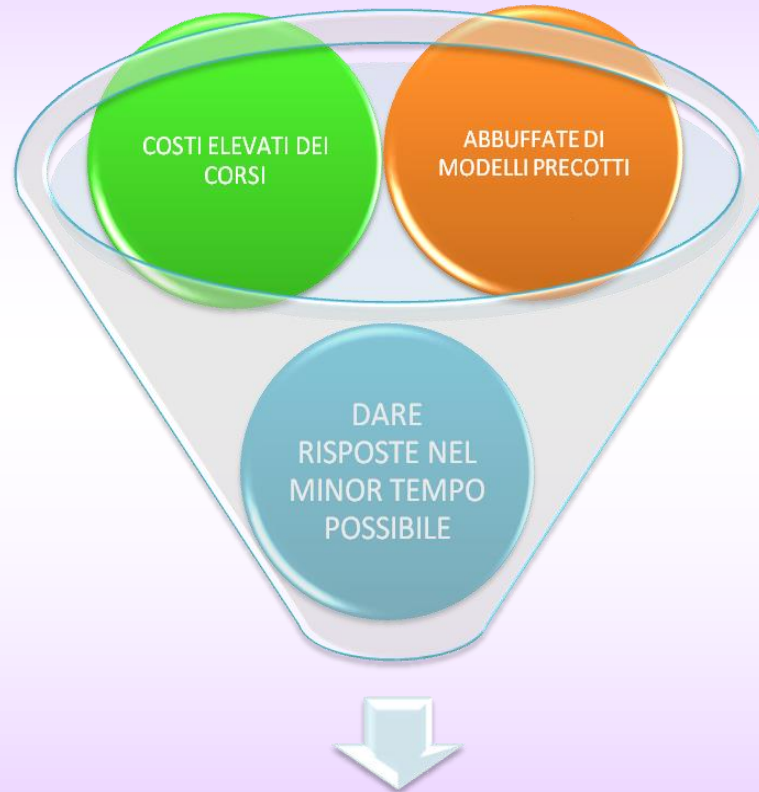 COSTI ELEVATI DEI
CORSI
ABBUFFATE DI
MODELLI PRECOTTI
DARE
RISPOSTE NEL
MINOR TEMPO
POSSIBILE